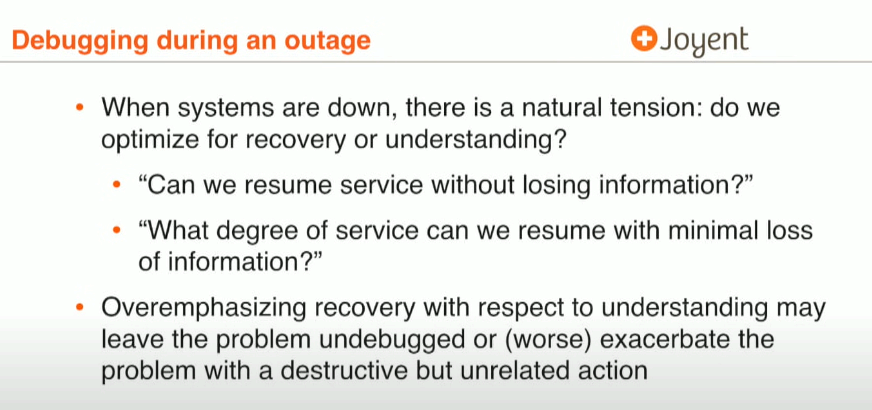 Debugging during an outage
Joyent
• When systems are down, there is a natural tension: do we
optimize for recovery or understanding?
• “Can we resume service without losing information?”
• “What degree of service can we resume with minimal loss
of information?”
• Overemphasizing recovery with respect to understanding may
leave the problem undebugged or (worse) exacerbate the
problem with a destructive but unrelated action